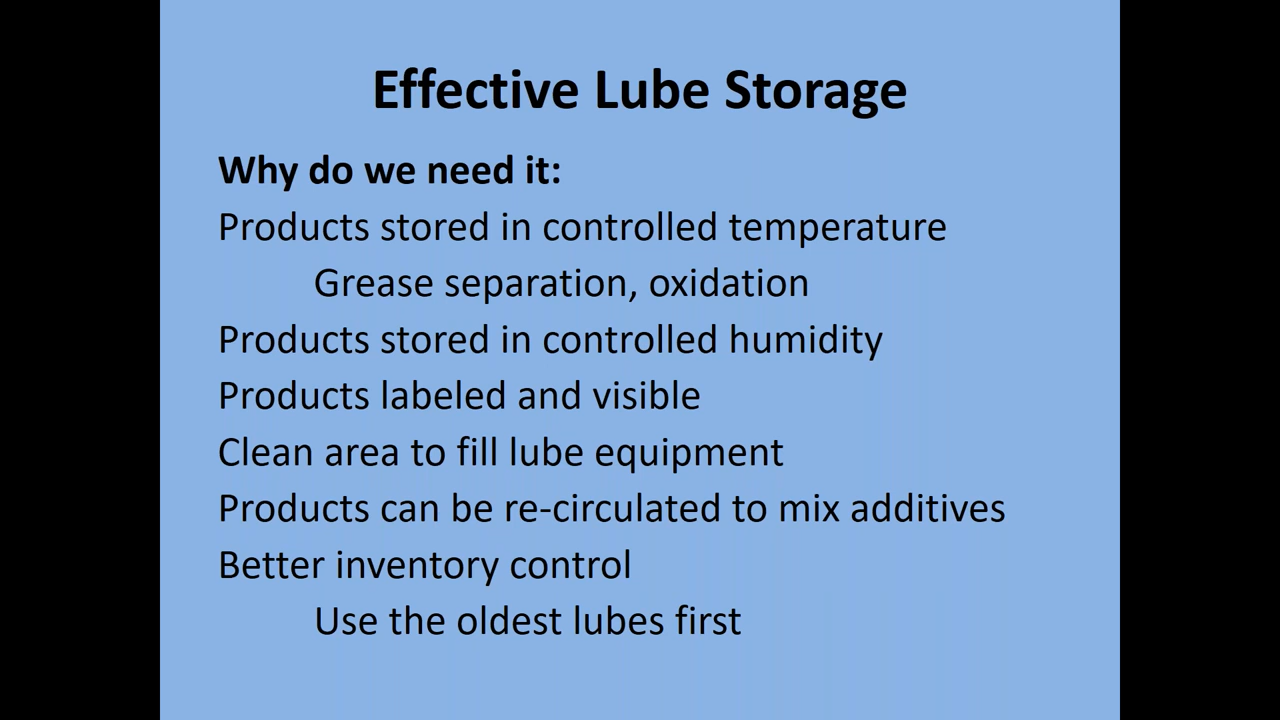 Effective Lube Storage
Why do we need it:
Products stored in controlled temperature
Grease separation, oxidation
Products stored in controlled humidity
Products labeled and visible
Clean area to fill lube equipment
Products can be re-circulated to mix additives
Better inventory control
Use the oldest lubes first